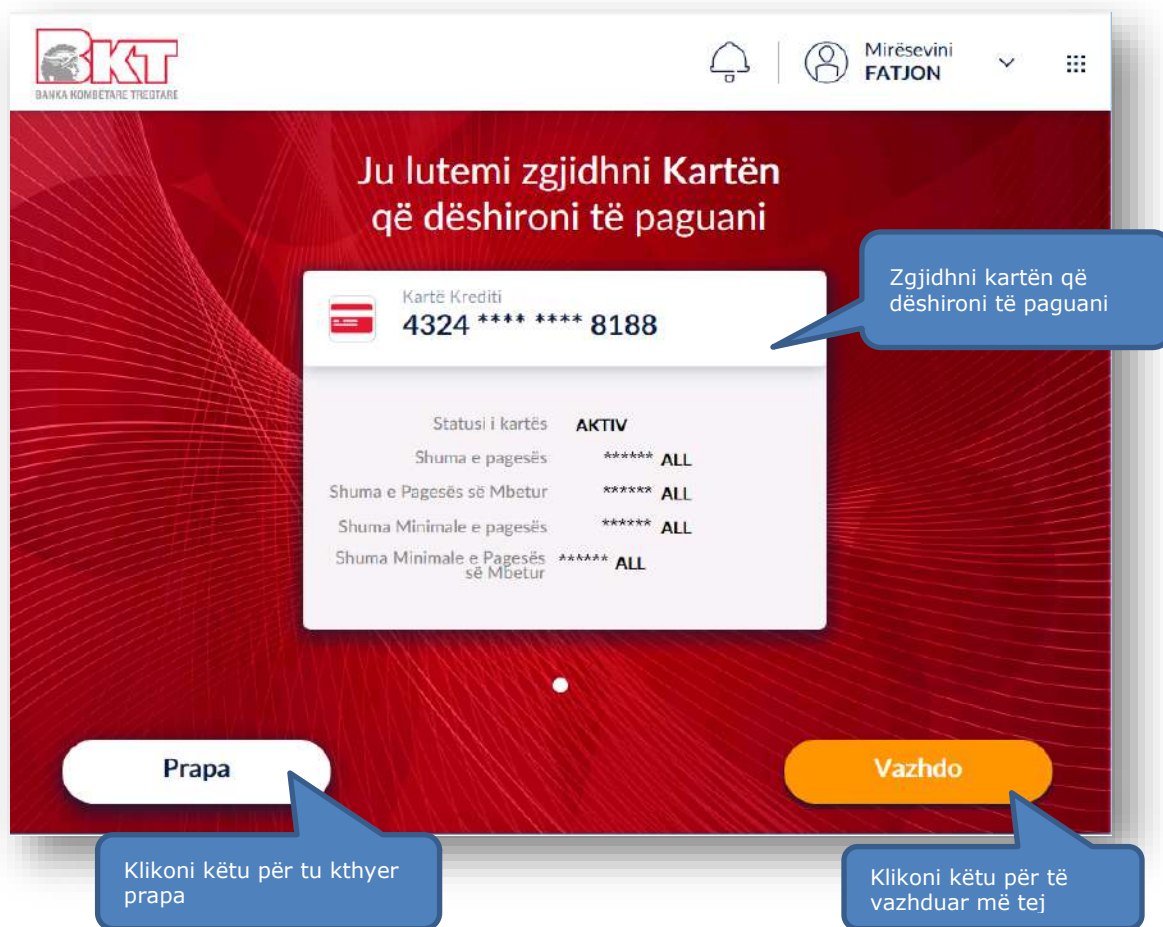 BKT
BANKA KOMBËTARE TREGTARE
Mirësevini
FATJON
Ju lutemi zgjidhni Kartën
që dëshironi të paguani
Zgjidhni kartën që
dëshironi të paguani
Kartë Krediti
4324 **** **** 8188
Statusi i kartës AKTIV
Shuma e pagesës ****** ALL
Shuma e Pagesës së Mbetur ****** ALL
Shuma Minimale e pagesës ****** ALL
Shuma Minimale e Pagesës ****** ALL
së Mbetur
Prapa
Vazhdo
Klikoni këtu për tu kthyer
prapa
Klikoni këtu për të
vazhduar më tej